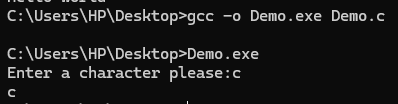 C:\Users\HP\Desktop>gcc -o Demo.exe Demo.c
C:\Users\HP\Desktop>Demo.exe
Enter a character please:c
c